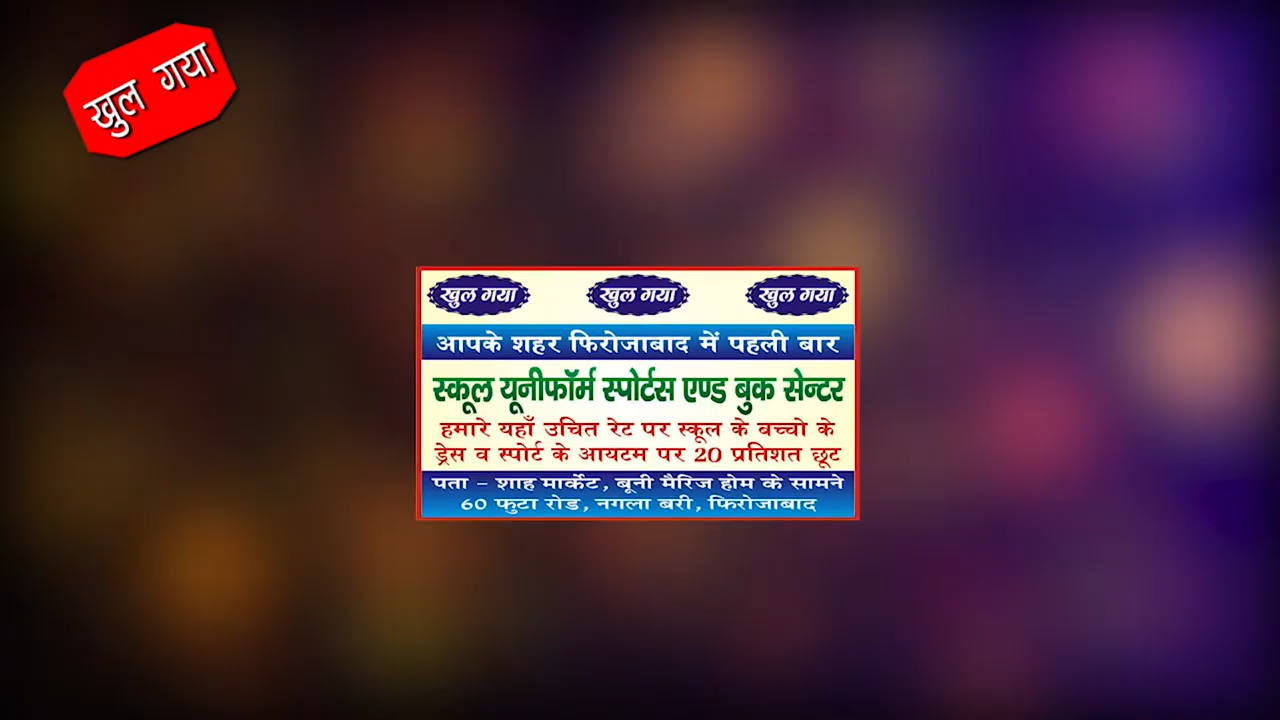 खुल गया
खुल गया खुल गया खुल गया
आपके शहर फिरोजाबाद में पहली बार
स्कूल यूनीफॉर्म स्पोर्टस एण्ड बुक सेन्टर
हमारे यहाँ उचित रेट पर स्कूल के बच्चो के
ड्रेस व स्पोर्ट के आयटम पर 20 प्रतिशत छूट
पता - शाह मार्केट, बूनी मैरिज होम के सामने
60 फुटा रोड, नगला बरी, फिरोजाबाद